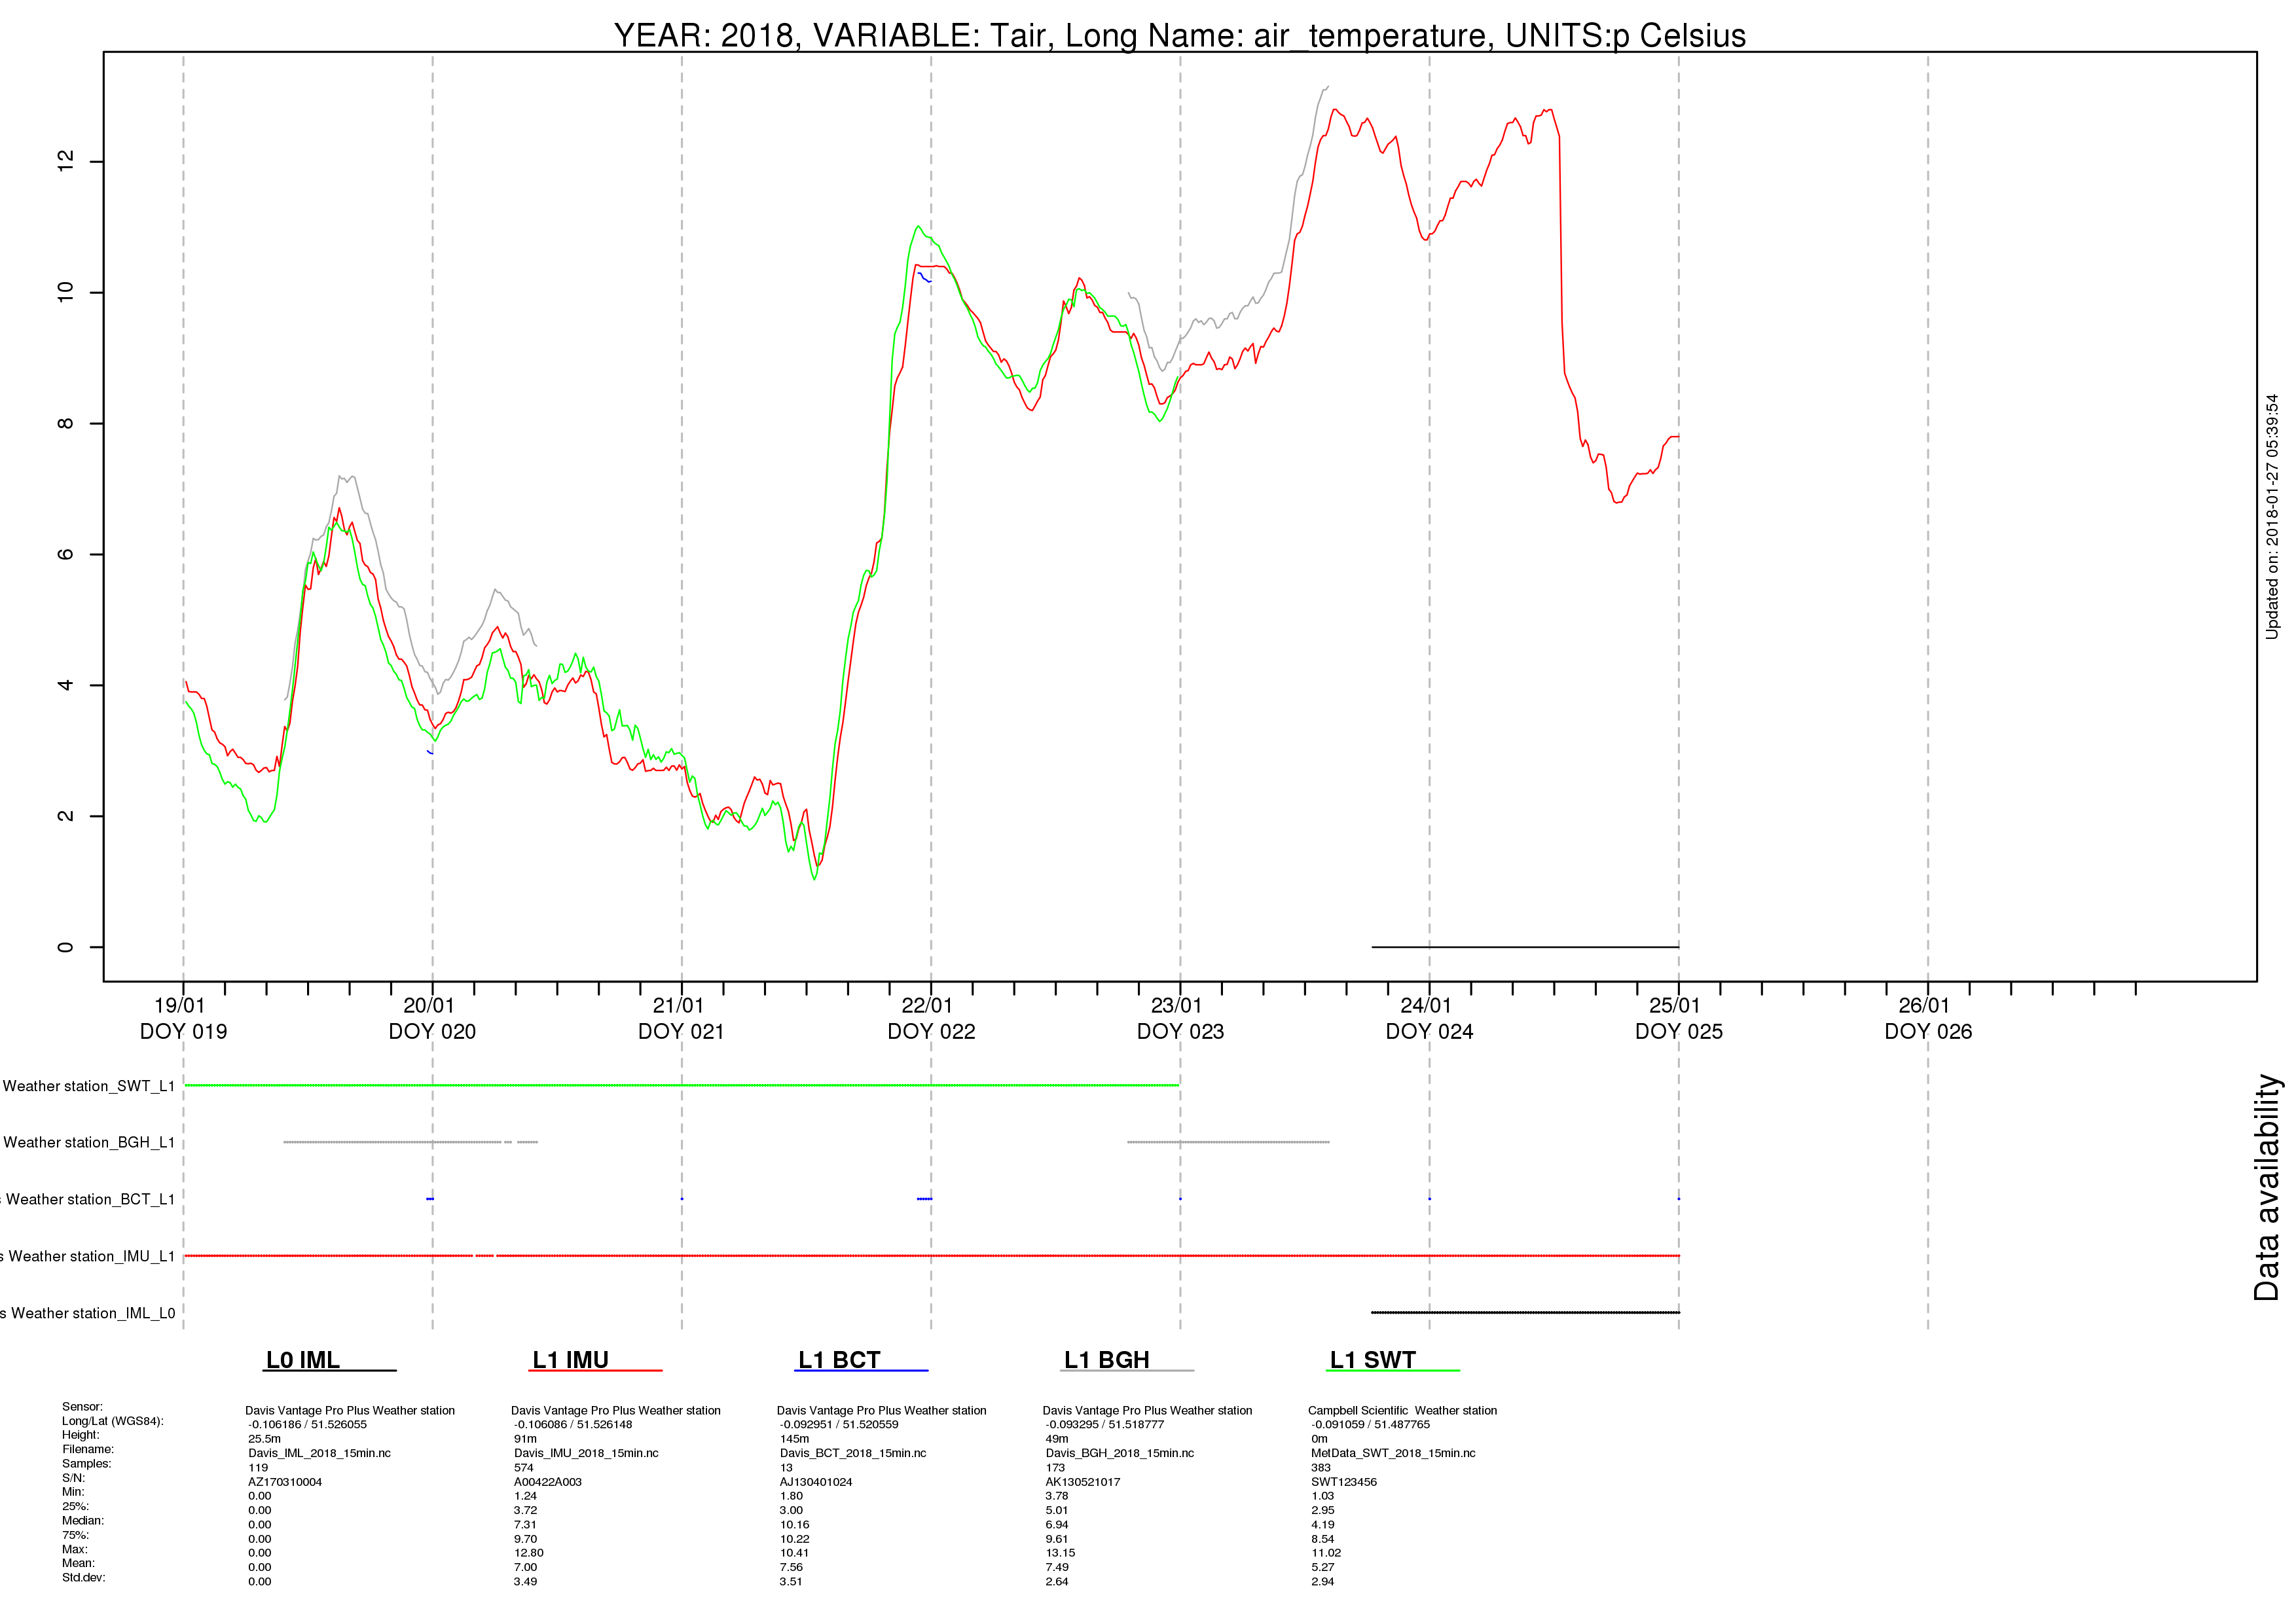 YEAR: 2018, VARIABLE: Tair, Long Name: air_temperature, UNITS:p Celsius
12
10
8
6
4
2
0
Updated on: 2018-01-27 05:39:54
19/01 20/01 21/01 22/01 23/01 24/01 25/01 26/01
DOY 019 DOY 020 DOY 021 DOY 022 DOY 023 DOY 024 DOY 025 DOY 026
Weather station_SWT_L1
Weather station_BGH_L1
s Weather station_BCT_L1
s Weather station_IMU_L1
s Weather station_IML_L0
Data availability
L0 IML L1 IMU L1 BCT L1 BGH L1 SWT
Sensor: Davis Vantage Pro Plus Weather station Davis Vantage Pro Plus Weather station Davis Vantage Pro Plus Weather station Davis Vantage Pro Plus Weather station Campbell Scientific Weather station
Long/Lat (WGS84): -0.106186 / 51.526055 -0.106086 / 51.526148 -0.092951 / 51.520559 -0.093295 / 51.518777 -0.091059 / 51.487765
Height: 25.5m 91m 145m 49m 0m
Filename: Davis_IML_2018_15min.nc Davis_IMU_2018_15min.nc Davis_BCT_2018_15min.nc Davis_BGH_2018_15min.nc MetData_SWT_2018_15min.nc
Samples: 119 574 13 173 383
S/N: AZ170310004 A00422A003 AJ130401024 AK130521017 SWT123456
Min: 0.00 1.24 1.80 3.78 1.03
25%: 0.00 3.72 3.00 5.01 2.95
Median: 0.00 7.31 10.16 6.94 4.19
75%: 0.00 9.70 10.22 9.61 8.54
Max: 0.00 12.80 10.41 13.15 11.02
Mean: 0.00 7.00 7.56 7.49 5.27
Std.dev: 0.00 3.49 3.51 2.64 2.94